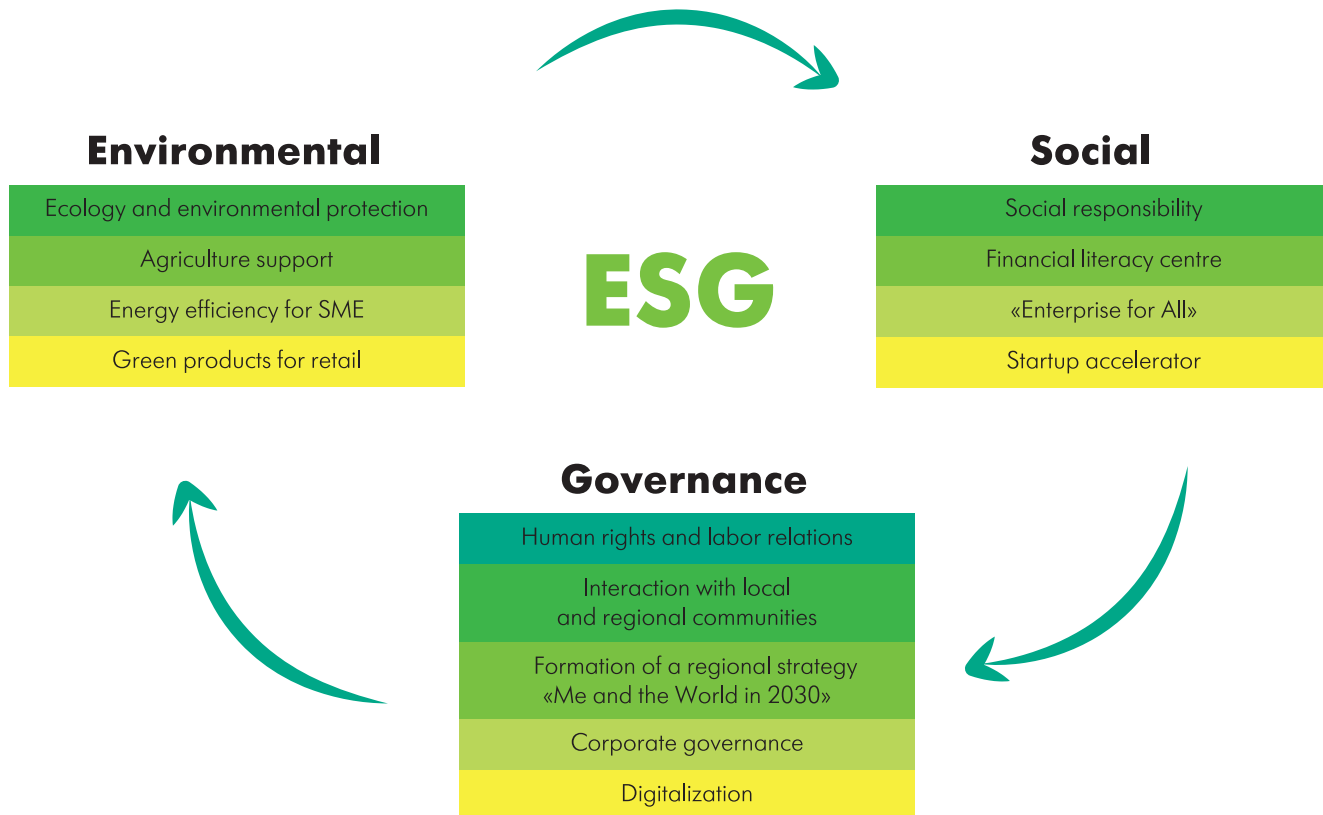 Environmental
Ecology and environmental protection
Agriculture support
Energy efficiency for SME
Green products for retail
ESG
Social
Social responsibility
Financial literacy centre
«Enterprise for All»
Startup accelerator
Governance
Human rights and labor relations
Interaction with local
and regional communities
Formation of a regional strategy
«Me and the World in 2030»
Corporate governance
Digitalization